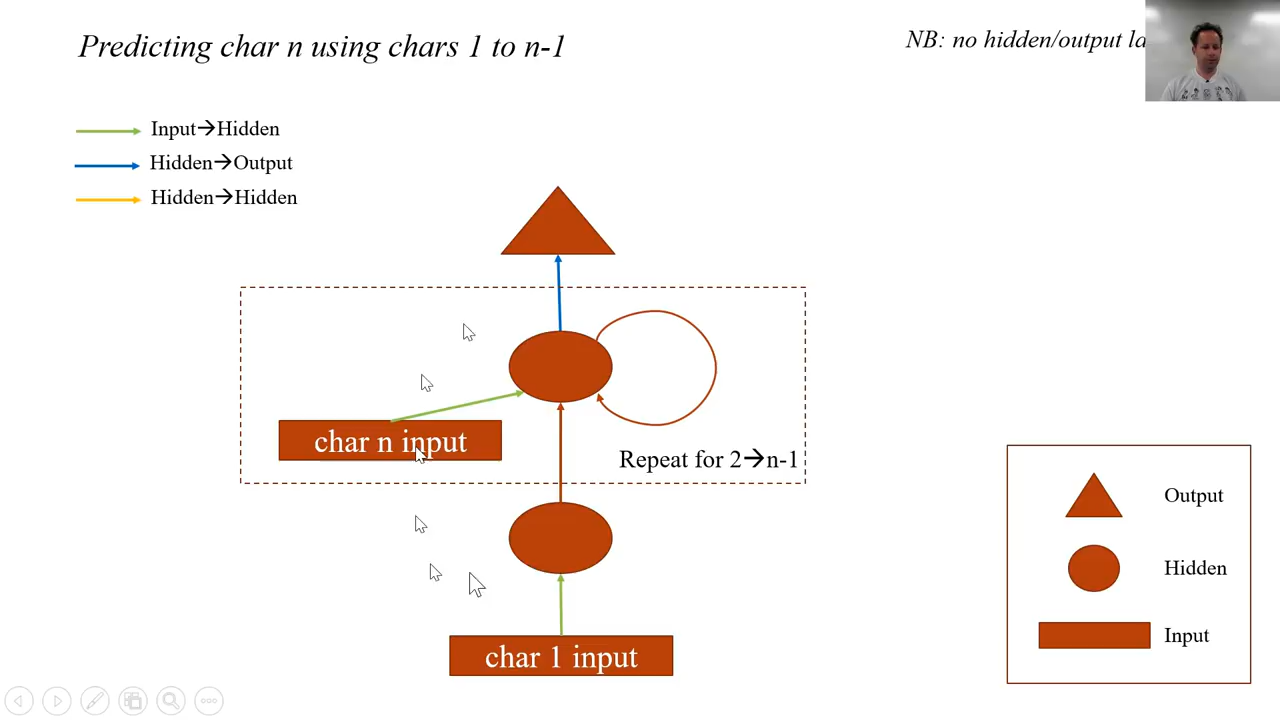 Predicting char n using chars 1 to n-1
NB: no hidden/output
Input→Hidden
Hidden→Output
Hidden→Hidden
char n input
Repeat for 2→n-1
char 1 input
Output
Hidden
Input